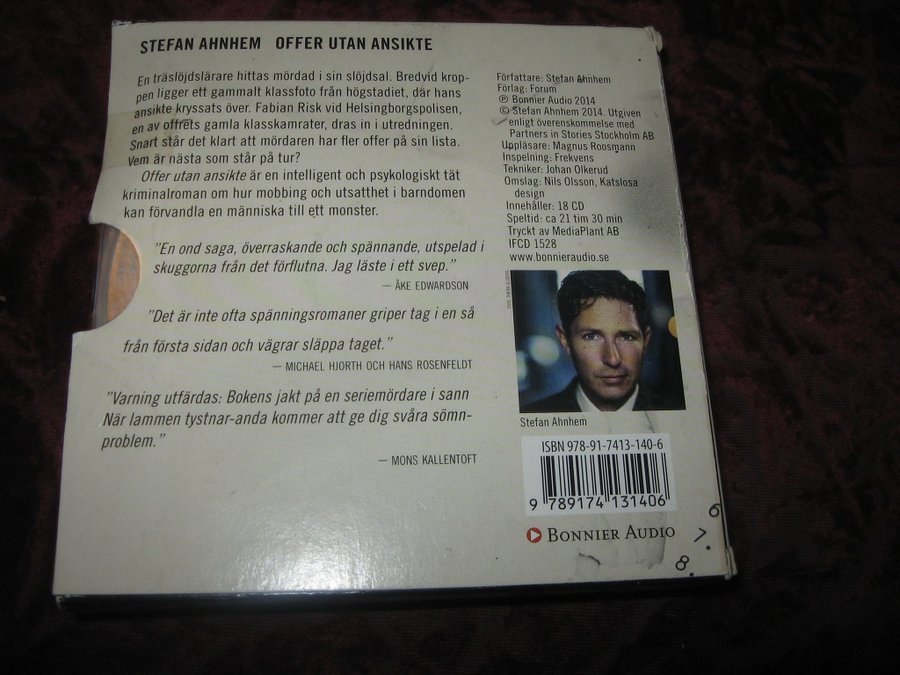 STEFAN AHNHEM OFFER UTAN ANSIKTE
En träslöjdslärare hittas mördad i sin slöjdsal. Bredvid krop-
pen ligger ett gammalt klassfoto från högstadiet, där hans
ansikte kryssats över. Fabian Risk vid Helsingborgspolisen,
en av offrets gamla klasskamrater, dras in i utredningen.
Snart står det klart att mördaren har fler offer på sin lista.
Vem är nästa som står på tur?
Offer utan ansikte är en intelligent och psykologiskt tät
kriminalroman om hur mobbing och utsatthet i barndomen
kan förvandla en människa till ett monster.
"En ond saga, överraskande och spännande, utspelad i
skuggorna från det förflutna. Jag läste i ett svep."
— ÅKE EDWARDSON
"Det är inte ofta spänningsromaner griper tag i en så
från första sidan och vägrar släppa taget."
— MICHAEL HJORTH OCH HANS ROSENFELDT
"Varning utfärdas: Bokens jakt på en seriemördare i sann
När lammen tystnar-anda kommer att ge dig svåra sömn-
problem."
— MONS KALLENTOFT
Författare: Stefan Ahnhem
Förlag: Forum
℗ Bonnier Audio 2014
© Stefan Ahnhem 2014. Utgiven
enligt överenskommelse med
Partners in Stories Stockholm AB
Uppläsare: Magnus Roosmann
Inspelning: Frekvens
Tekniker: Johan Olkerud
Omslag: Nils Olsson, Katslosa
design
Innehåller: 18 CD
Speltid: ca 21 tim 30 min
Tryckt av MediaPlant AB
IFCD 1528
www.bonnieraudio.se
Stefan Ahnhem
ISBN 978-91-7413-140-6
9 789174 131406
BONNIER AUDIO
6
7.
8.